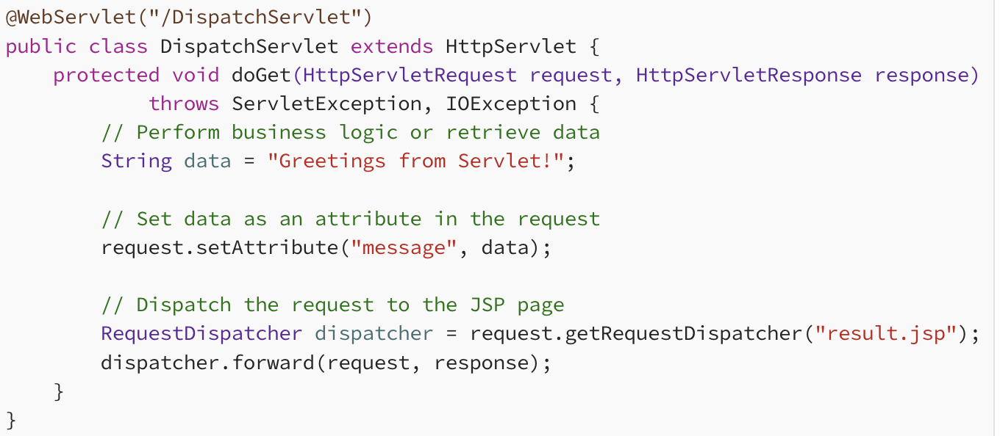 @WebServlet("/DispatchServlet")
public class DispatchServlet extends HttpServlet {
    protected void doGet(HttpServletRequest request, HttpServletResponse response)
            throws ServletException, IOException {
        // Perform business logic or retrieve data
        String data = "Greetings from Servlet!";

        // Set data as an attribute in the request
        request.setAttribute("message", data);

        // Dispatch the request to the JSP page
        RequestDispatcher dispatcher = request.getRequestDispatcher("result.jsp");
        dispatcher.forward(request, response);
    }
}